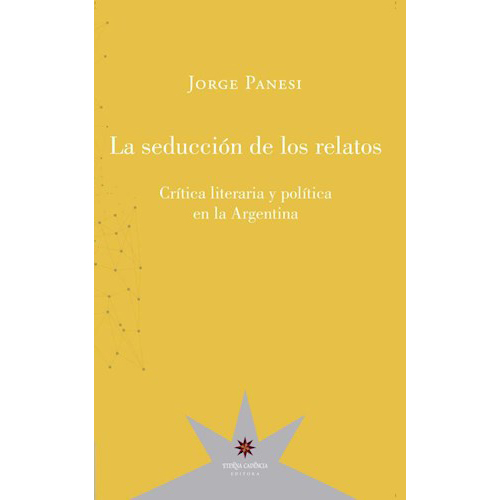 Jorge Panesi
La seducción de los relatos
Crítica literaria y política
en la Argentina
ETERNA CADENCIA
EDITORA